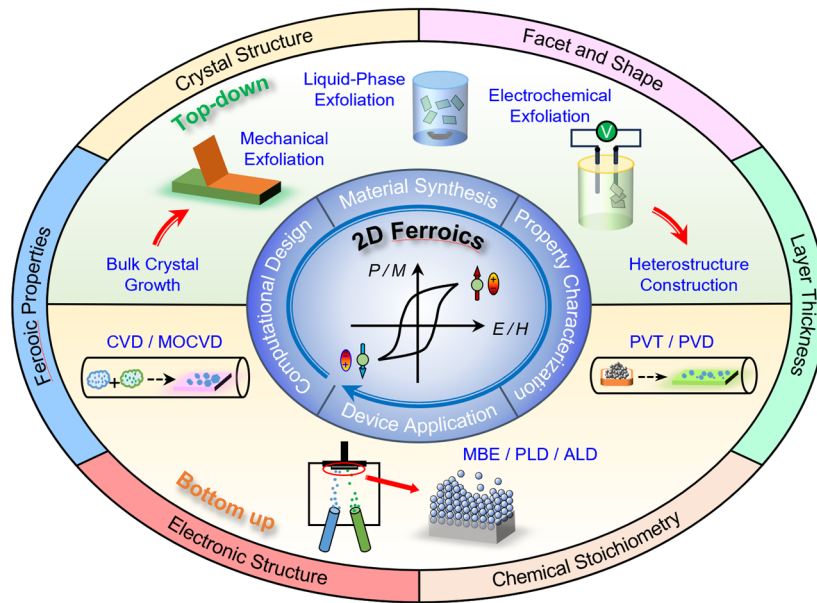 Crystal Structure
Facet and Shape
Top-down
Liquid-Phase
Exfoliation
Electrochemical
Exfoliation
Mechanical
Exfoliation
V
Material Synthesis
Ferooic Properties
Computational Design
2D Ferroics
Property Characterization
Layer Thickness
Bulk Crystal
Growth
P/M
+
-
Heterostructure
Construction
E/H
CVD / MOCVD
+
-
PVT / PVD
+
Device Application
MBE / PLD / ALD
Bottom up
Electronic Structure
Chemical Stoichiometry